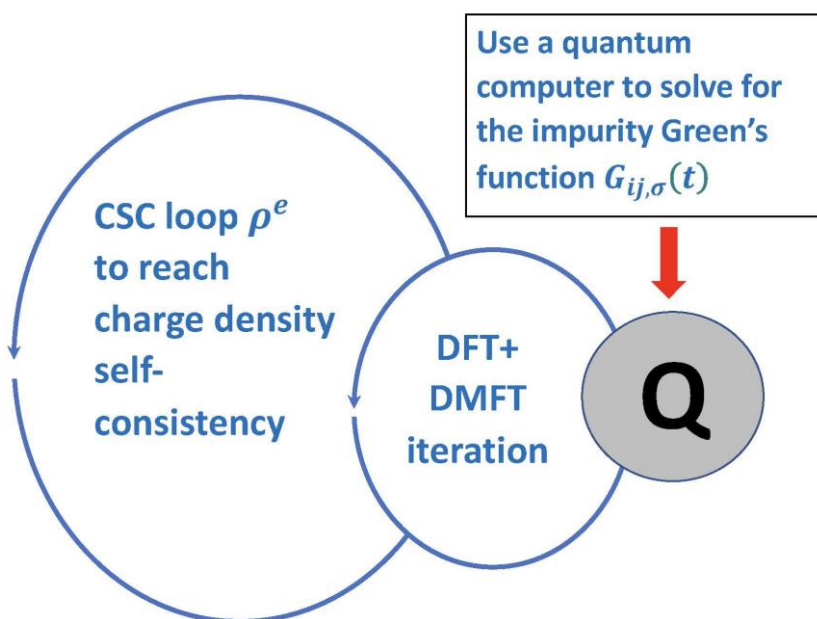 Use a quantum
computer to solve for
the impurity Green's
function G_{ij,σ}(t)
CSC loop ρ^e
to reach
charge density
self-
consistency
DFT+
DMFT
iteration
Q